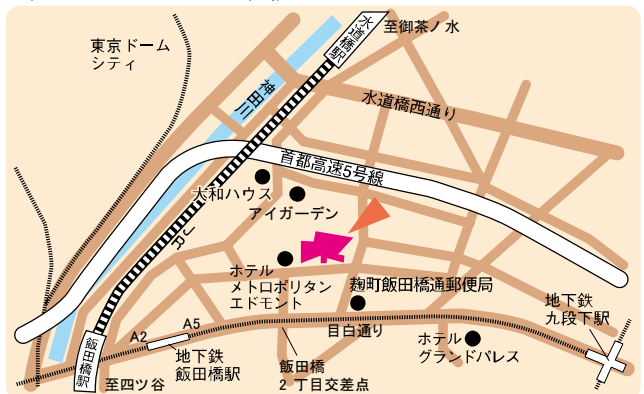 東京ドーム
シティ
水道橋駅
至御茶ノ水
神田川
水道橋西通り
首都高速5号線
大和ハウス
アイガーデン
JR
ホテル
メトロポリタン
エドモント
麹町飯田橋通郵便局
地下鉄
九段下駅
A2
A5
目白通り
飯田橋駅
地下鉄
飯田橋駅
至四ツ谷
飯田橋
2 丁目交差点
ホテル
グランドパレス